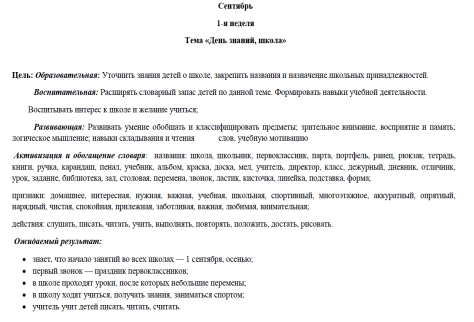 Сентябрь
1-я неделя
Тема «День знаний, школа»
Цель: Образовательная: Уточнить знания детей о школе, закрепить названия и назначение школьных принадлежностей.
Воспитательная: Расширять словарный запас детей по данной теме. Формировать навыки учебной деятельности.
Воспитывать интерес к школе и желание учиться;
Развивающая: Развивать умение обобщать и классифицировать предметы; зрительное внимание, восприятие и память;
логическое мышление; навыки складывания и чтения слов, учебную мотивацию
Активизация и обогащение словаря: названия: школа, школьник, первоклассник, парта, портфель, ранец, рюкзак, тетрадь,
книги, ручка, карандаш, пенал, учебник, альбом, краска, доска, мел, учитель, директор, класс, дежурный, дневник, отличник,
урок, задание, библиотека, зал, столовая, перемена, звонок, ластик, кисточка, линейка, подставка, форма;
признаки: домашнее, интересная, нужная, важная, учебная, школьная, спортивный, многоэтажное, аккуратный, опрятный,
нарядный, чистая, спокойная, прилежная, заботливая, важная, любимая, внимательная;
действия: слушать, писать, читать, учить, выполнять, повторять, положить, достать, рисовать.
Ожидаемый результат:
• знает, что начало занятий во всех школах — 1 сентября, осенью;
• первый звонок — праздник первоклассников;
• в школе проходят уроки, после которых небольшие перемены;
• в школу ходят учиться, получать знания, заниматься спортом;
• учитель учит детей писать, читать, считать.